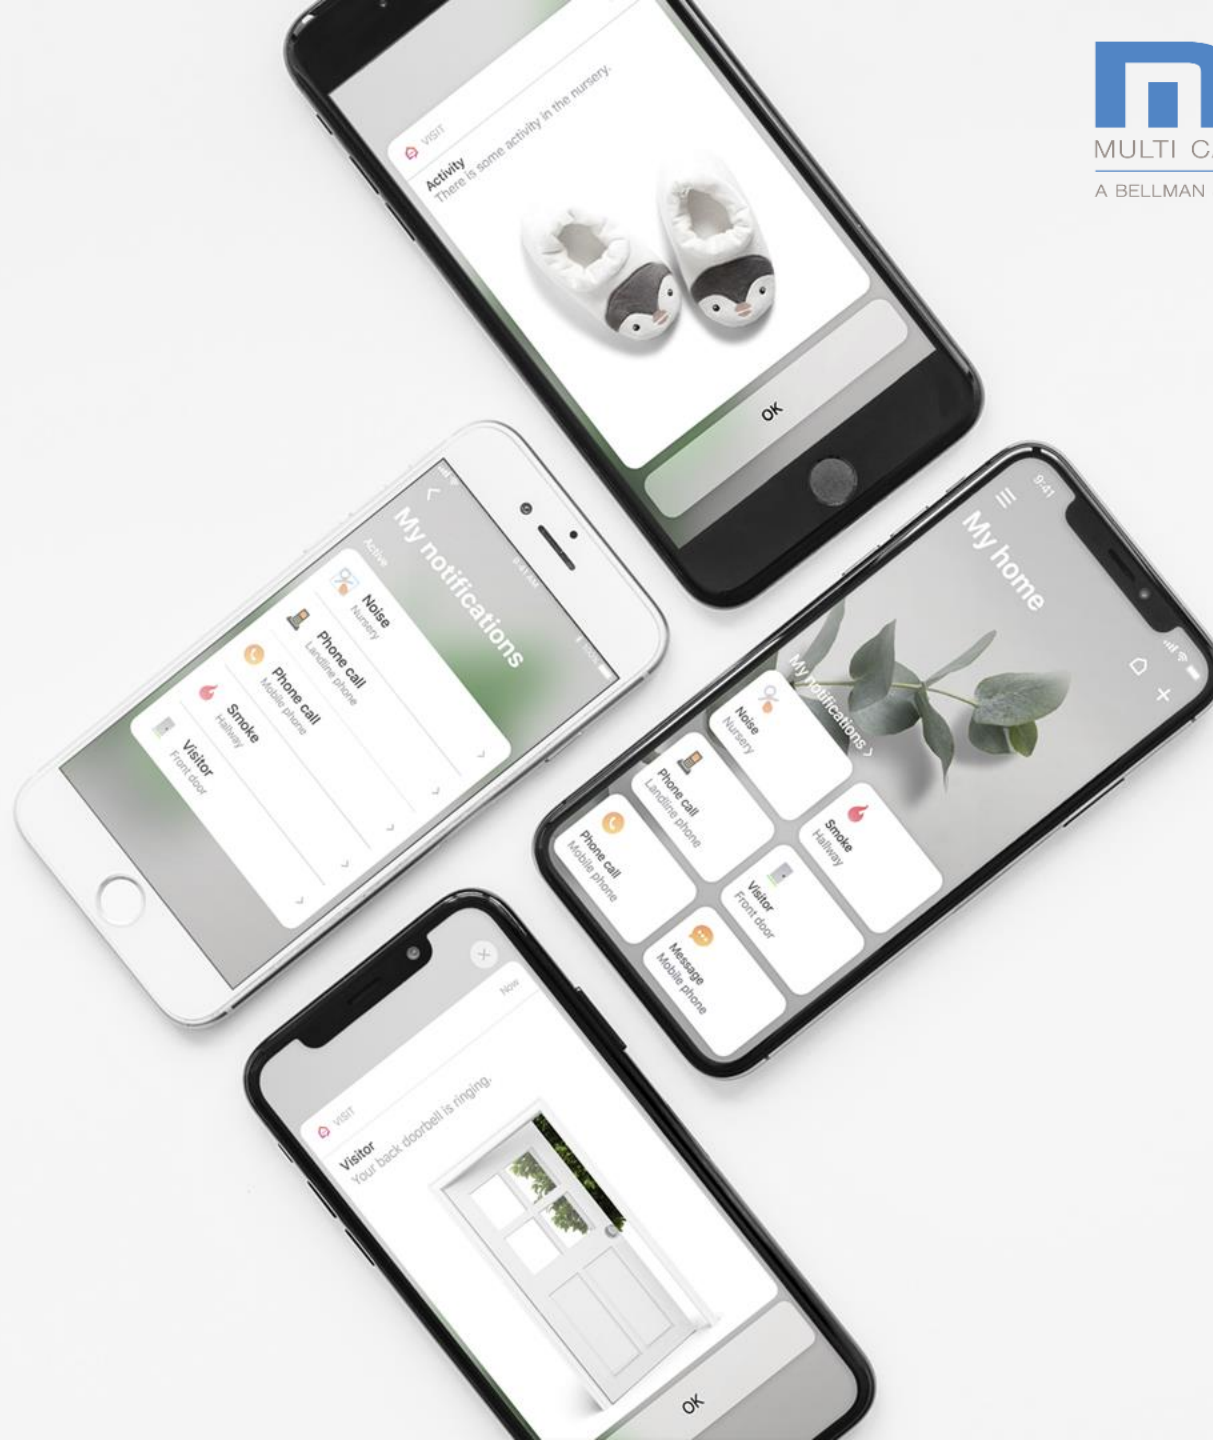 MULTI CA
A BELLMAN
VISIT
Activity
There is some activity in the nursery.
OK
My notifications
Active
Noise
Nursery
Phone call
Landline phone
Phone call
Mobile phone
Smoke
Hallway
Visitor
Front door
9:41
My home
My notifications >
Noise
Nursery
Smoke
Hallway
Phone call
Landline phone
Visitor
Front door
Phone call
Mobile phone
Message
Mobile phone
Now
VISIT
Visitor
Your back doorbell is ringing.
OK